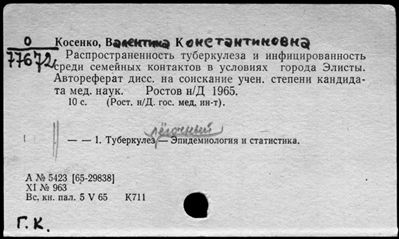 О
77672
Косенко, Валентина Константиновна
Распространенность туберкулеза и инфицированность
среди семейных контактов в условиях города Элисты.
Автореферат дисс. на соискание учен. степени кандида-
та мед. наук. Ростов н/Д 1965.
10 с. (Рост. н/Д. гос. мед. ин-т).
лёгочный
— — 1. Туберкулез — Эпидемиология и статистика.
А № 5423 [65-29838]
XI № 963
Вс. кн. пал. 5 V 65 К711
Г. К.